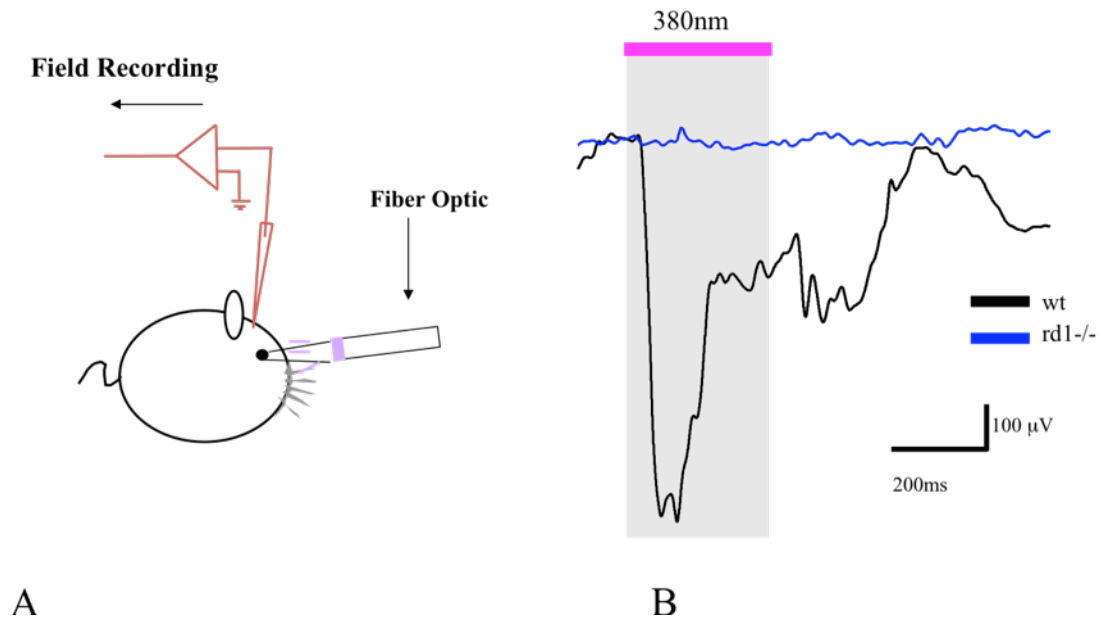 Field Recording
Fiber Optic
A
380nm
wt
rd1-/-
100 μV
200ms
B